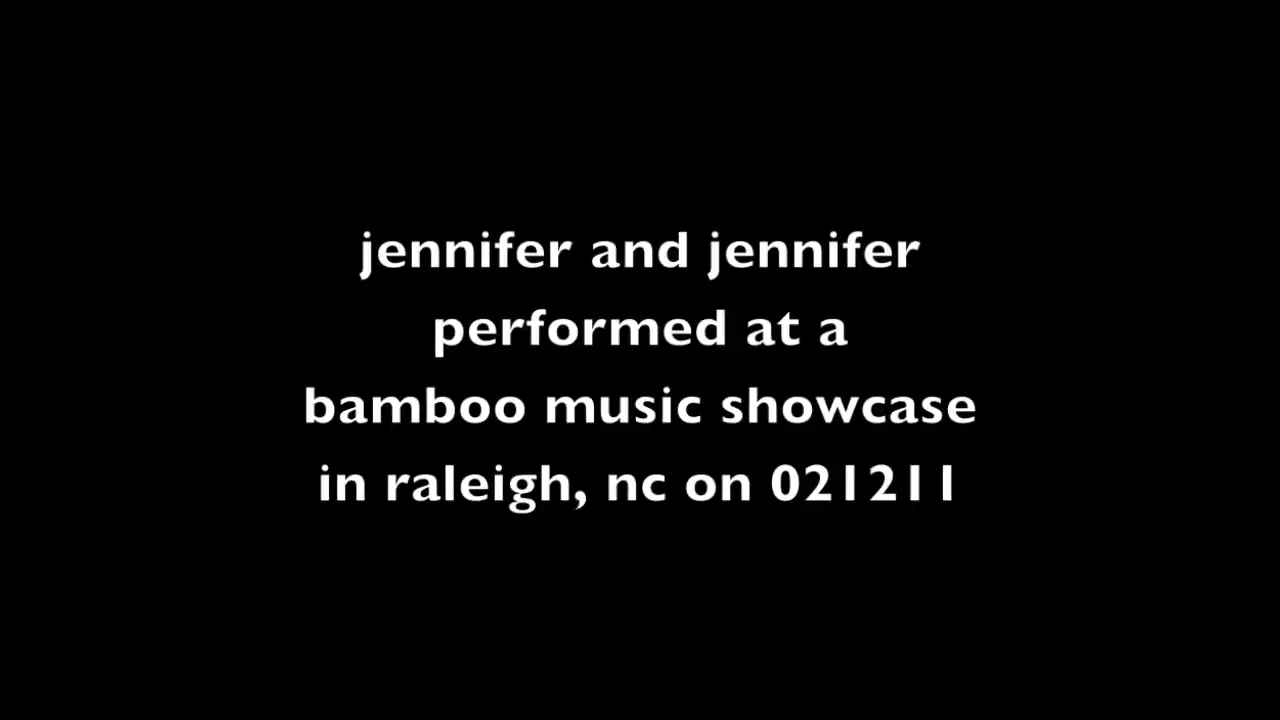 jennifer and jennifer
performed at a
bamboo music showcase
in raleigh, nc on 021211